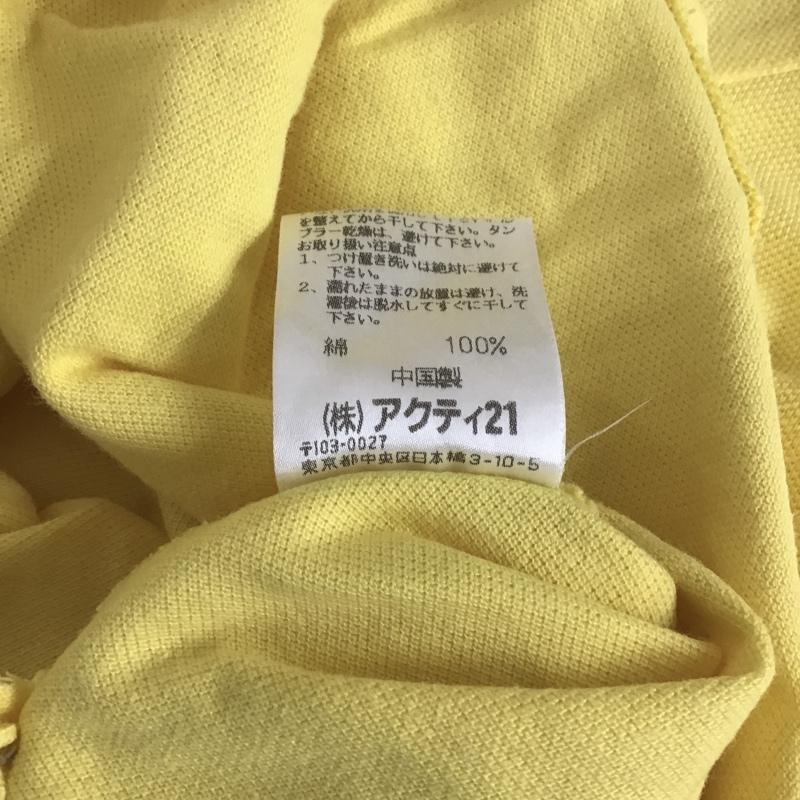 を整えてから干して下さい。タン
ブラー乾燥は、避けて下さい。
お取り扱い注意点
1、つけ置き洗いは絶対に避けて
下さい。
2、濡れたままの放置は避け、洗
濯後は脱水してすぐに干して
下さい。
綿 100%
中国製
(株)アクティ21
〒103-0027
東京都中央区日本橋3-10-5